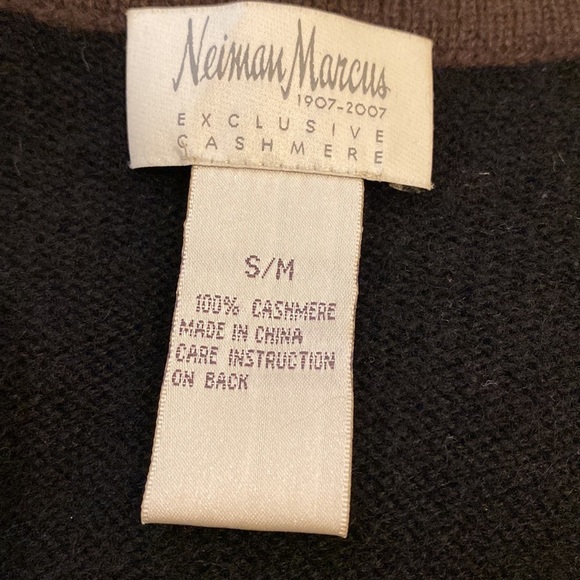 Neiman Marcus
1907-2007
EXCLUSIVE
CASHMERE
S/M
100% CASHMERE
MADE IN CHINA
CARE INSTRUCTION
ON BACK